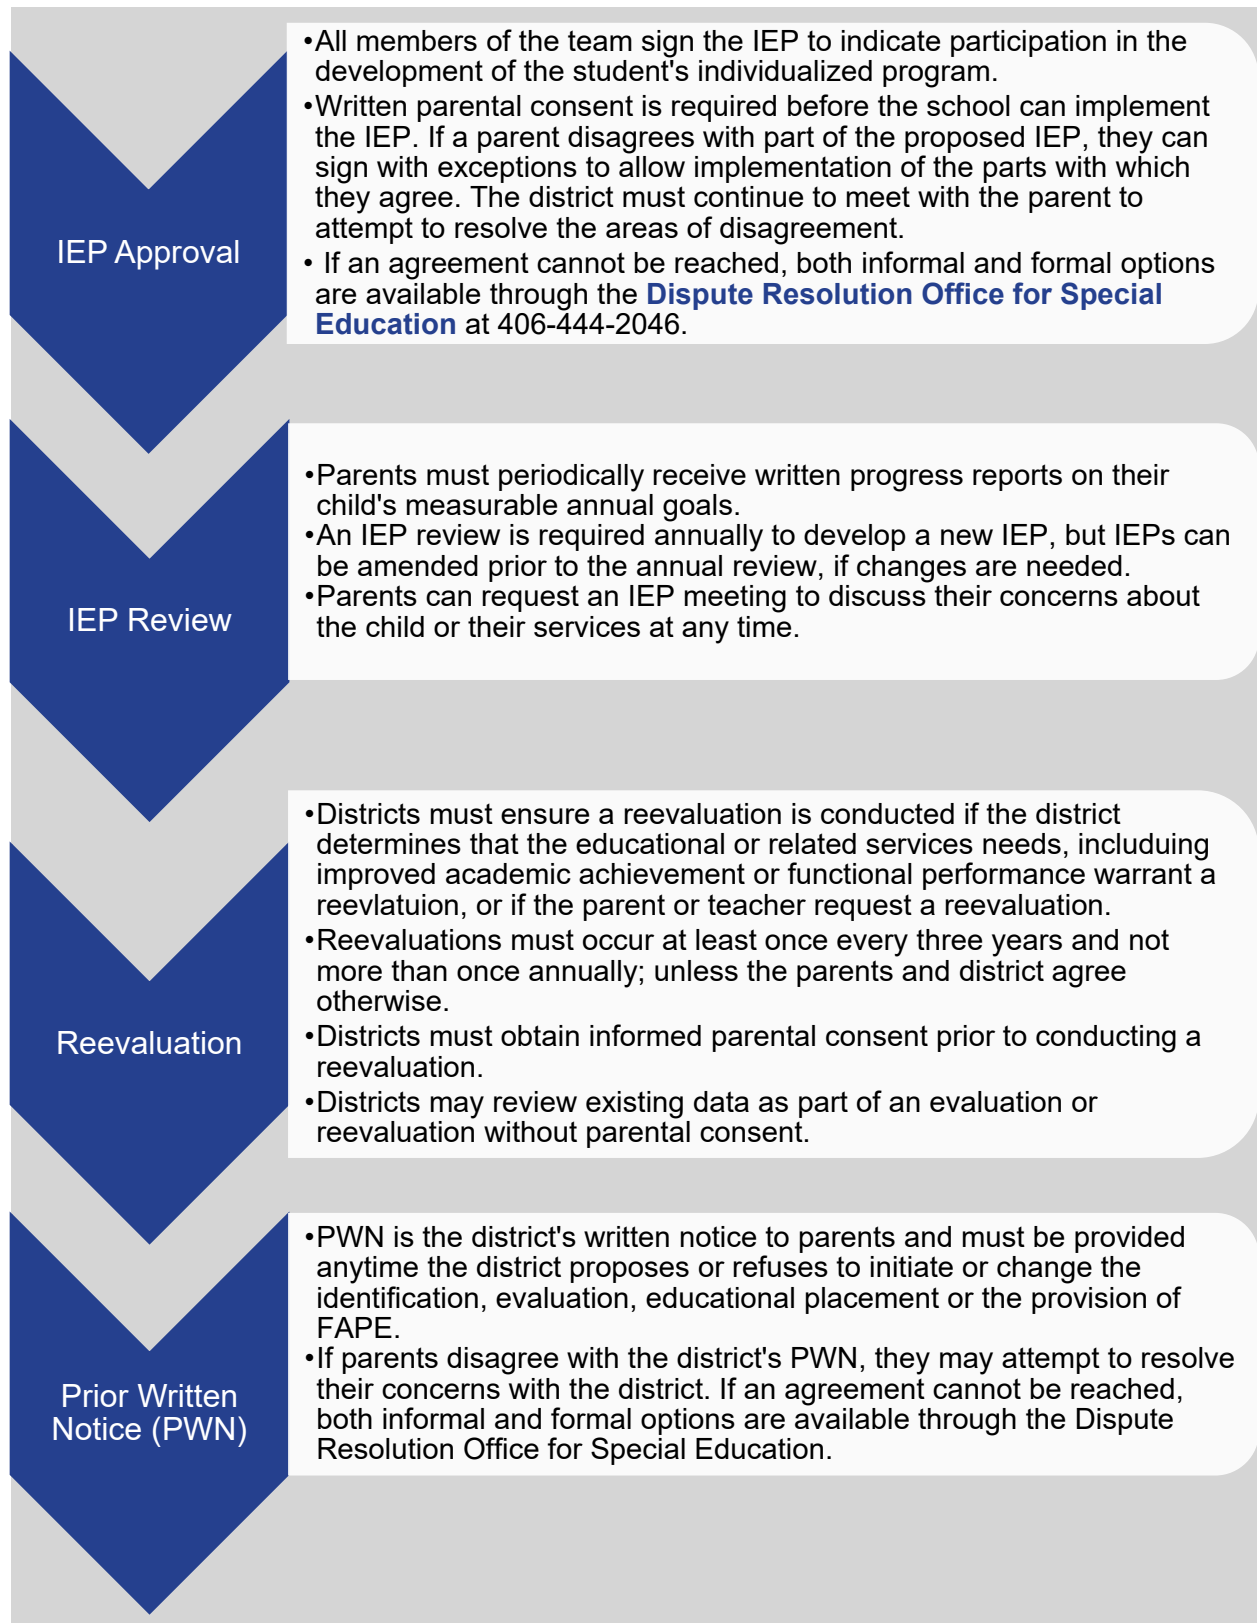 IEP Approval
•All members of the team sign the IEP to indicate participation in the
development of the student's individualized program.
•Written parental consent is required before the school can implement
the IEP. If a parent disagrees with part of the proposed IEP, they can
sign with exceptions to allow implementation of the parts with which
they agree. The district must continue to meet with the parent to
attempt to resolve the areas of disagreement.
• If an agreement cannot be reached, both informal and formal options
are available through the Dispute Resolution Office for Special
Education at 406-444-2046.
IEP Review
•Parents must periodically receive written progress reports on their
child's measurable annual goals.
•An IEP review is required annually to develop a new IEP, but IEPs can
be amended prior to the annual review, if changes are needed.
•Parents can request an IEP meeting to discuss their concerns about
the child or their services at any time.
Reevaluation
•Districts must ensure a reevaluation is conducted if the district
determines that the educational or related services needs, includuing
improved academic achievement or functional performance warrant a
reevlatuion, or if the parent or teacher request a reevaluation.
•Reevaluations must occur at least once every three years and not
more than once annually; unless the parents and district agree
otherwise.
•Districts must obtain informed parental consent prior to conducting a
reevaluation.
•Districts may review existing data as part of an evaluation or
reevaluation without parental consent.
Prior Written
Notice (PWN)
•PWN is the district's written notice to parents and must be provided
anytime the district proposes or refuses to initiate or change the
identification, evaluation, educational placement or the provision of
FAPE.
•If parents disagree with the district's PWN, they may attempt to resolve
their concerns with the district. If an agreement cannot be reached,
both informal and formal options are available through the Dispute
Resolution Office for Special Education.